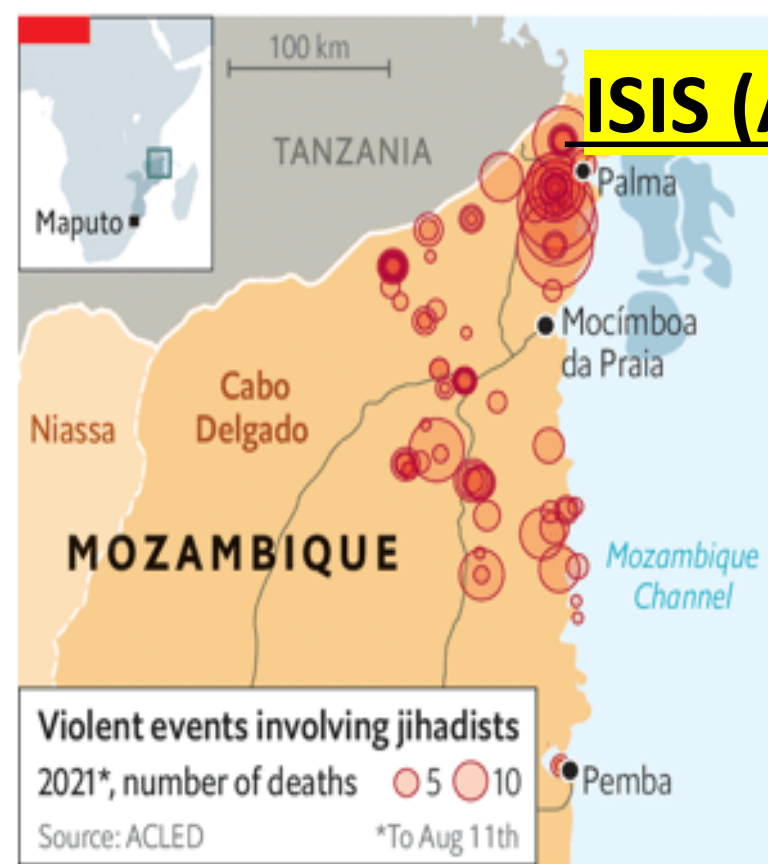 100 km
ISIS (A
TANZANIA
Palma
Maputo
Mocímboa
da Praia
Cabo
Delgado
Niassa
MOZAMBIQUE
Mozambique
Channel
Violent events involving jihadists
2021*, number of deaths 5 10
Source: ACLED *To Aug 11th
Pemba